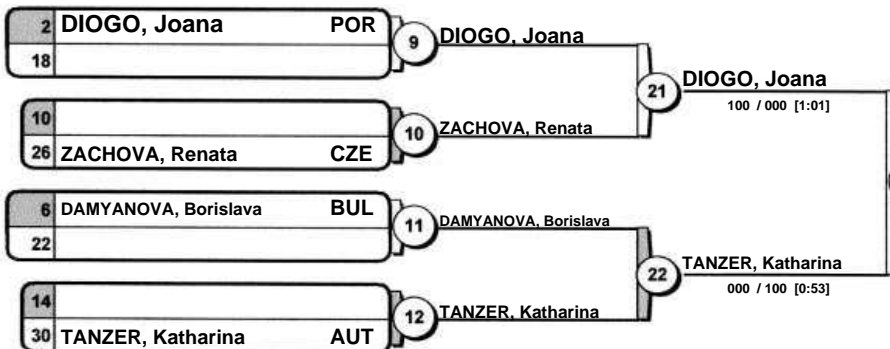 2 DIOGO, Joana POR
18
9 DIOGO, Joana
10
26 ZACHOVA, Renata CZE
10 ZACHOVA, Renata
21 DIOGO, Joana
100 / 000 [1:01]
6 DAMYANOVA, Borislava BUL
22
11 DAMYANOVA, Borislava
14
30 TANZER, Katharina AUT
12 TANZER, Katharina
22 TANZER, Katharina
000 / 100 [0:53]